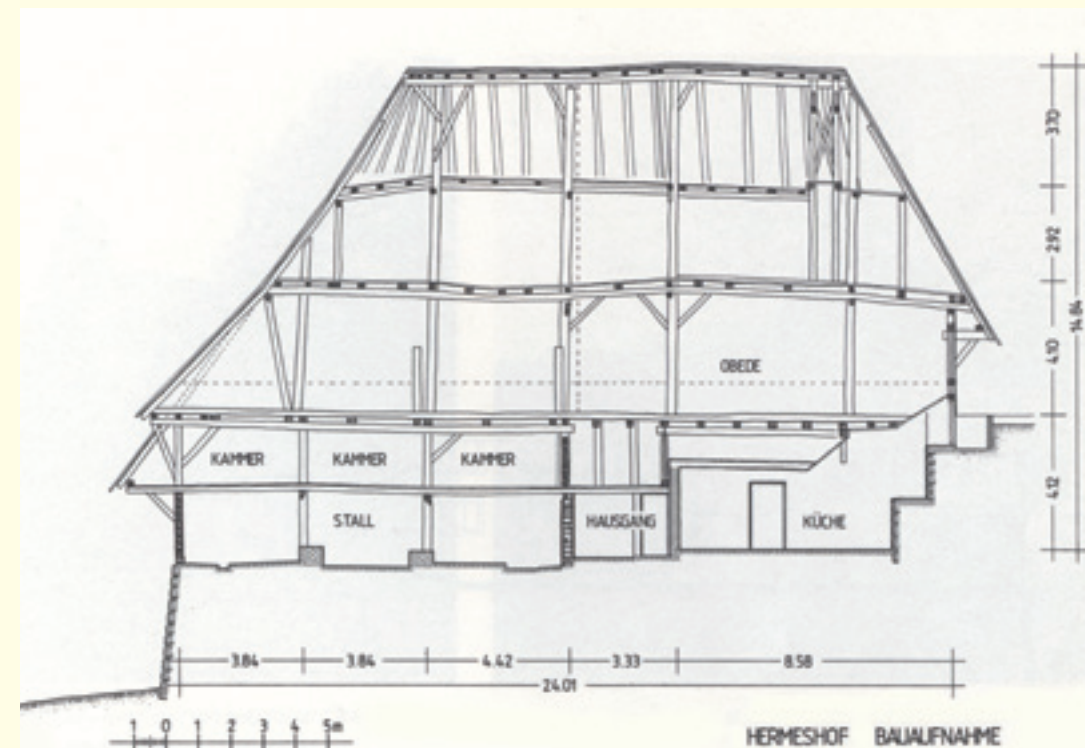 3.70
2.92
14.84
4.10
OBEDE
KAMMER KAMMER KAMMER
4.12
STALL HAUSGANG KÜCHE
3.84 3.84 4.42 3.33 8.58
24.01
1 0 1 2 3 4 5m
HERMESHOF BAUAUFNAHME